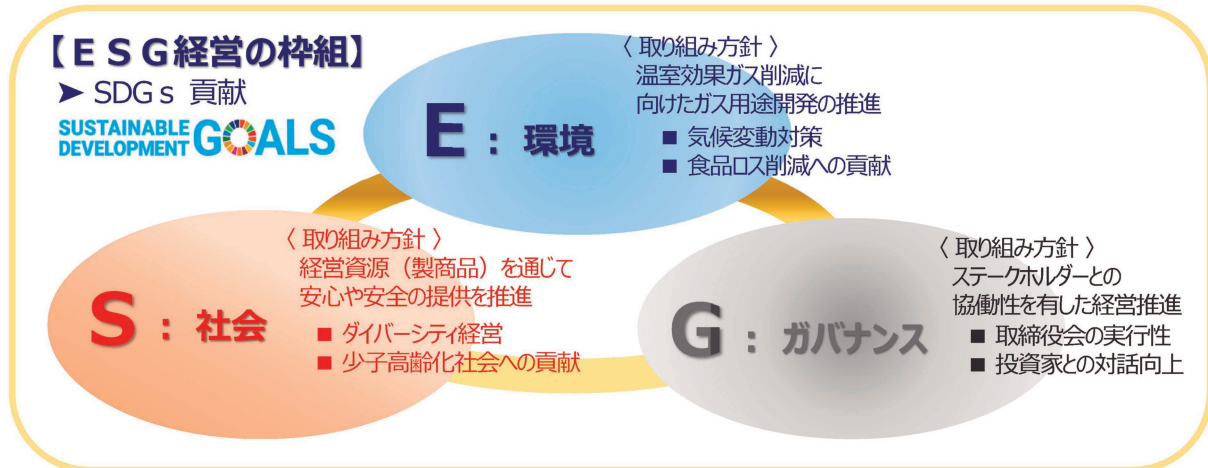 【ＥＳＧ経営の枠組】
➤ SDGｓ 貢献
SUSTAINABLE
DEVELOPMENT
GOALS
E : 環境
〈 取り組み方針 〉
温室効果ガス削減に
向けたガス用途開発の推進
■ 気候変動対策
■ 食品ロス削減への貢献
S : 社会
〈 取り組み方針 〉
経営資源（製商品）を通じて
安心や安全の提供を推進
■ ダイバーシティ経営
■ 少子高齢化社会への貢献
G : ガバナンス
〈 取り組み方針 〉
ステークホルダーとの
協働性を有した経営推進
■ 取締役会の実行性
■ 投資家との対話向上